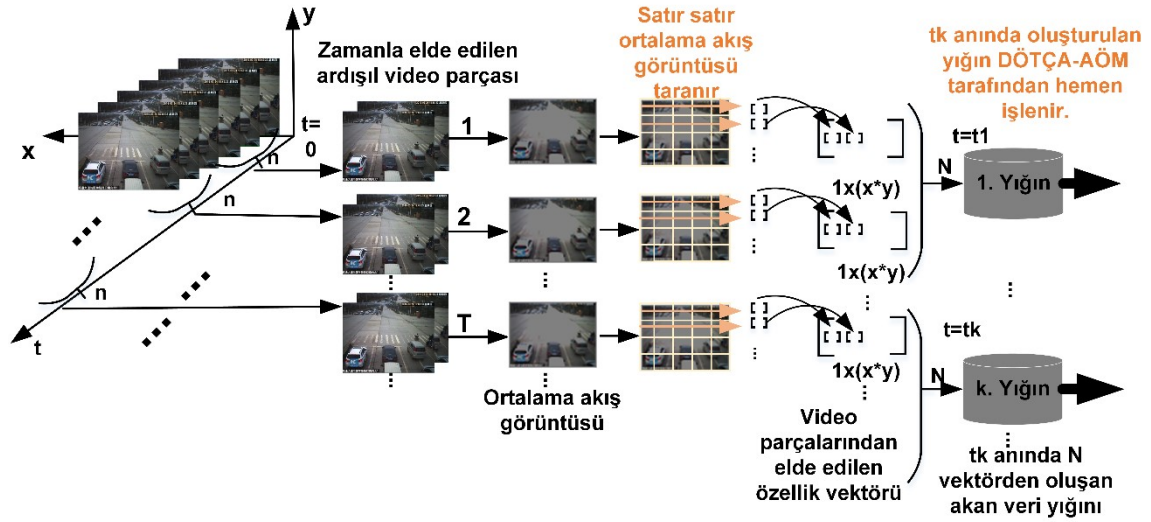 y
x
t=
0
n
n
n
t
Zamanla elde edilen
ardışıl video parçası
1
2
T
Ortalama akış
görüntüsü
Satır satır
ortalama akış
görüntüsü
taranır
1x(x*y)
1x(x*y)
1x(x*y)
Video
parçalarından
elde edilen
özellik vektörü
tk anında oluşturulan
yığın DÖTÇA-AÖM
tarafından hemen
işlenir.
t=t1
N
1. Yığın
t=tk
N
k. Yığın
tk anında N
vektörden oluşan
akan veri yığını